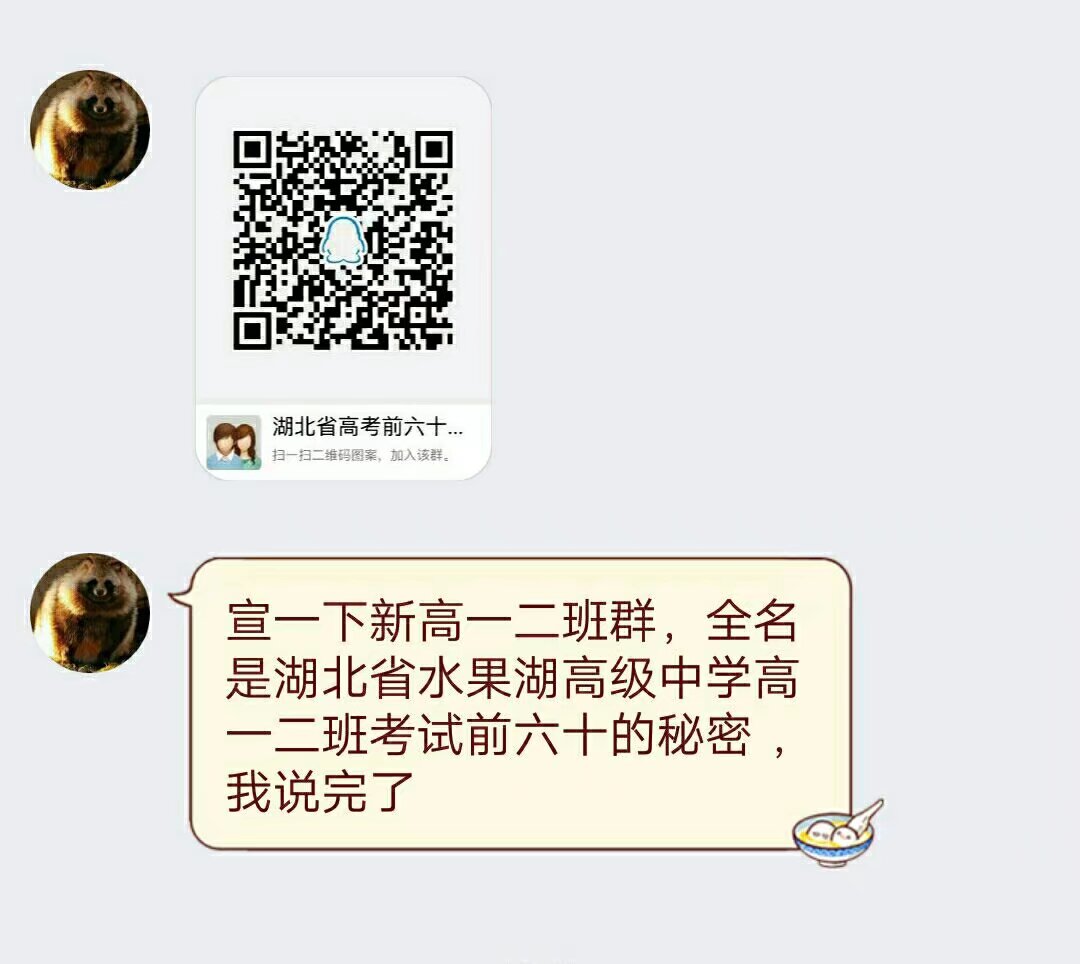 湖北省高考前六十...
扫一扫二维码图案，加入该群。
宣一下新高一二班群，全名
是湖北省水果湖高级中学高
一二班考试前六十的秘密，
我说完了